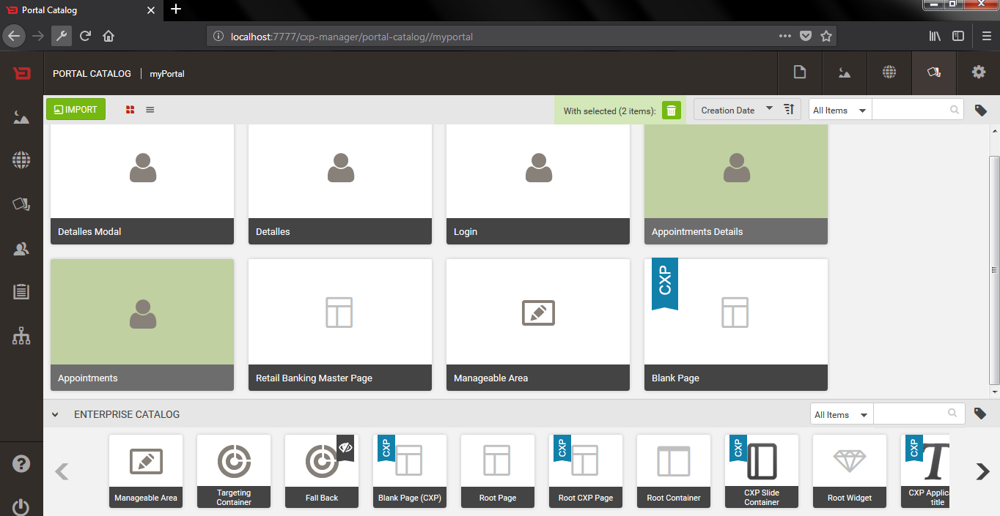 Portal Catalog
localhost:7777/cxp-manager/portal-catalog//myportal
PORTAL CATALOG | myPortal
IMPORT
With selected (2 items):
Creation Date
All Items
Detalles Modal
Detalles
Login
Appointments Details
CXP
Appointments
Retail Banking Master Page
Manageable Area
Blank Page
ENTERPRISE CATALOG
All Items
CXP
CXP
CXP
CXP
Manageable Area
Targeting
Container
Fall Back
Blank Page (CXP)
Root Page
Root CXP Page
Root Container
CXP Slide
Container
Root Widget
CXP Applica
title